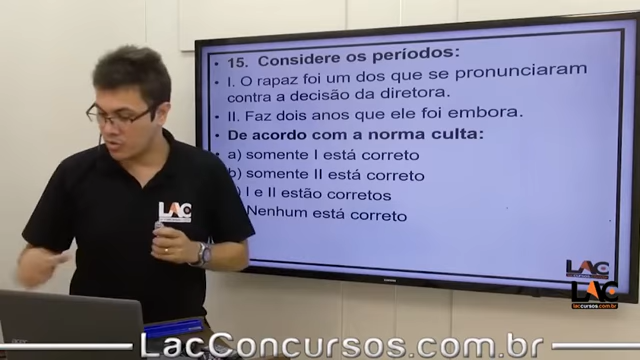 • 15. Considere os períodos:
• I. O rapaz foi um dos que se pronunciaram
contra a decisão da diretora.
• II. Faz dois anos que ele foi embora.
• De acordo com a norma culta:
• a) somente I está correto
b) somente II está correto
) I e II estão corretos
Nenhum está correto
LAC
LAC
LAC
laccursos.com.br
LacConcursos.com.br